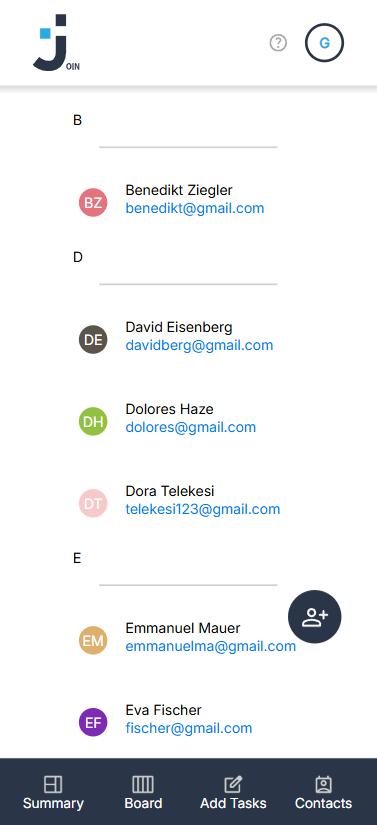 OIN
G
B
BZ
Benedikt Ziegler
benedikt@gmail.com
D
DE
David Eisenberg
davidberg@gmail.com
DH
Dolores Haze
dolores@gmail.com
DT
Dora Telekesi
telekesi123@gmail.com
E
EM
Emmanuel Mauer
emmanuelma@gmail.com
EF
Eva Fischer
fischer@gmail.com
Summary
Board
Add Tasks
Contacts